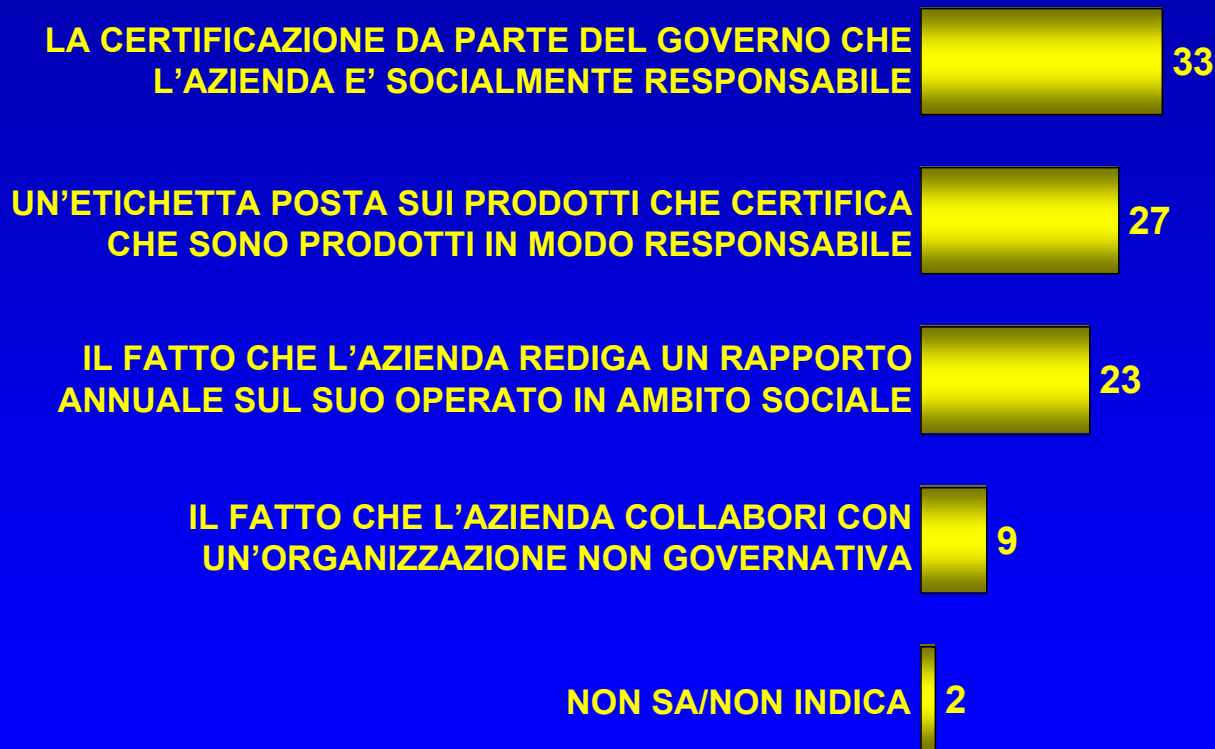 LA CERTIFICAZIONE DA PARTE DEL GOVERNO CHE
L’AZIENDA E’ SOCIALMENTE RESPONSABILE
33
UN’ETICHETTA POSTA SUI PRODOTTI CHE CERTIFICA
CHE SONO PRODOTTI IN MODO RESPONSABILE
27
IL FATTO CHE L’AZIENDA REDIGA UN RAPPORTO
ANNUALE SUL SUO OPERATO IN AMBITO SOCIALE
23
IL FATTO CHE L’AZIENDA COLLABORI CON
UN’ORGANIZZAZIONE NON GOVERNATIVA
9
NON SA/NON INDICA
2